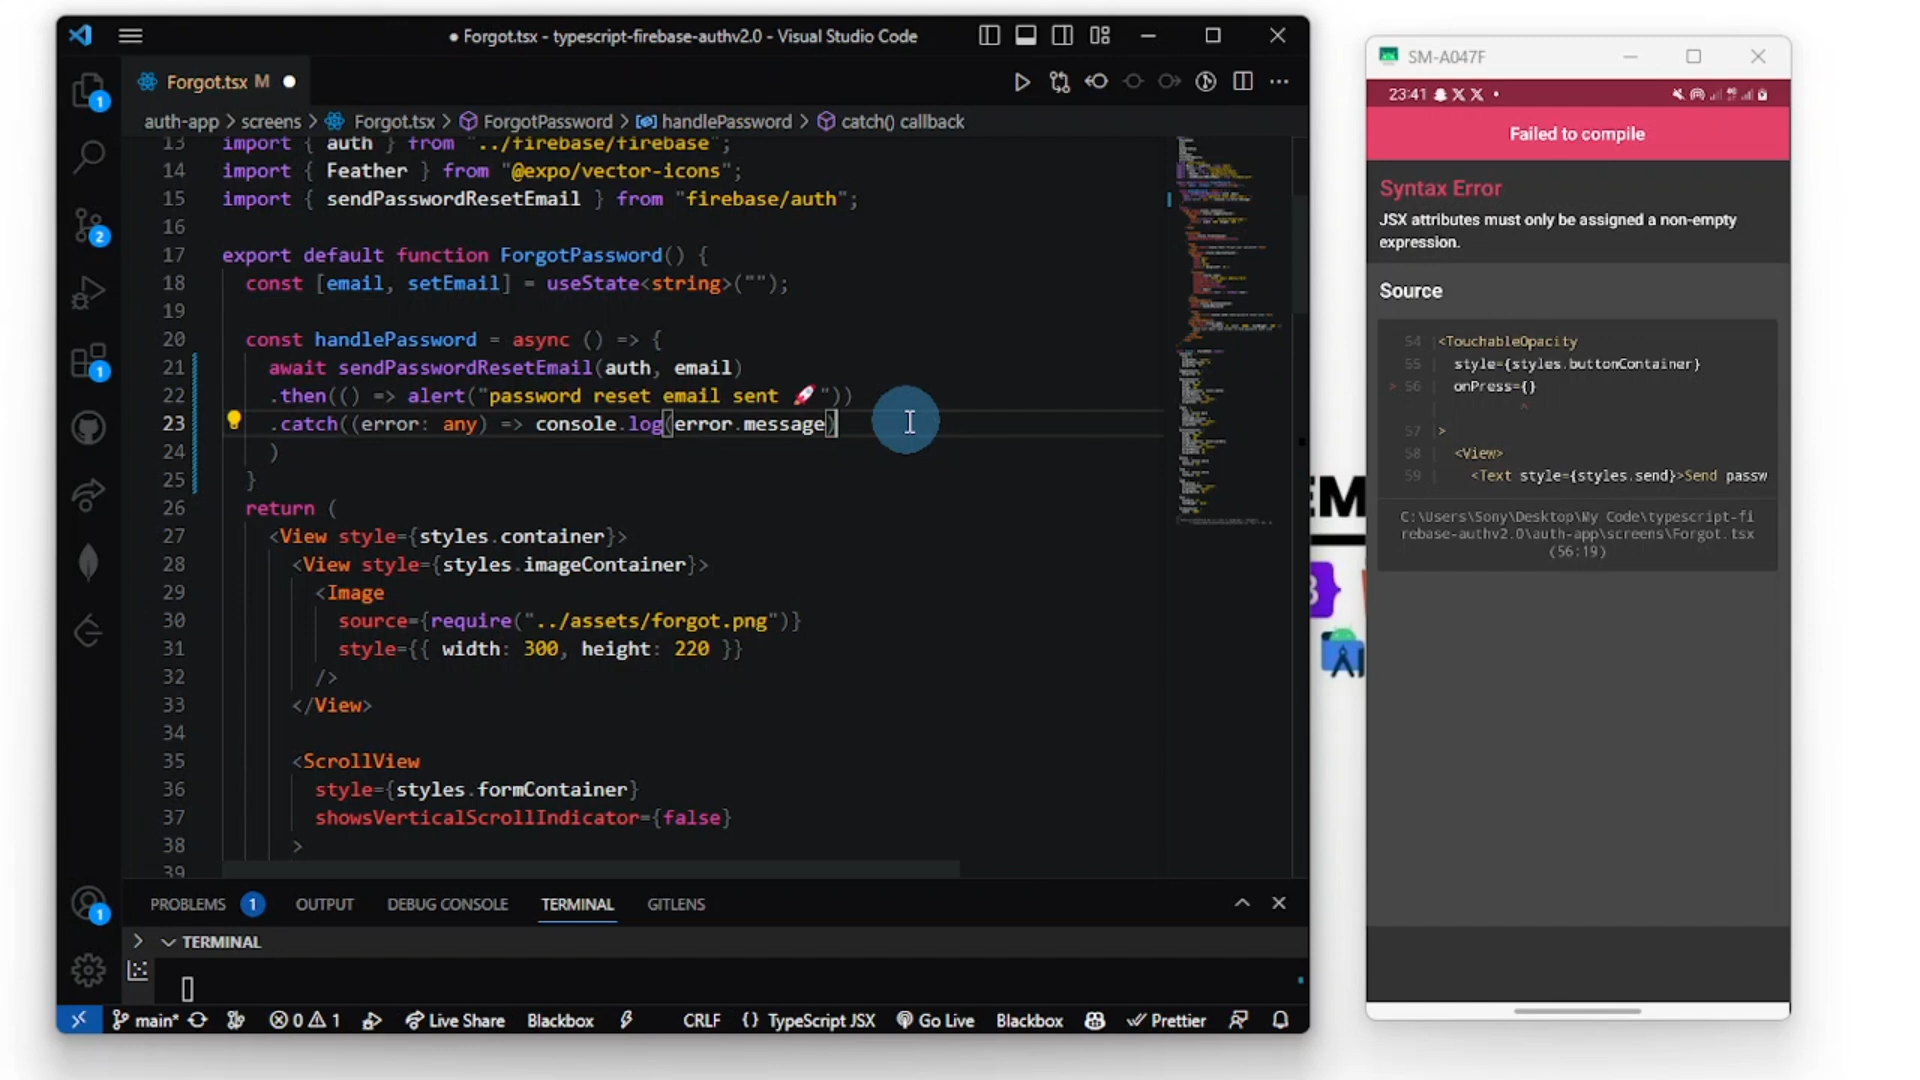 ● Forgot.tsx - typescript-firebase-authv2.0 - Visual Studio Code
Forgot.tsx M
auth-app > screens > Forgot.tsx > ForgotPassword > handlePassword > catch() callback
13 import { auth } from "../firebase/firebase";
14 import { Feather } from "@expo/vector-icons";
15 import { sendPasswordResetEmail } from "firebase/auth";
16
17 export default function ForgotPassword() {
18 const [email, setEmail] = useState<string>("");
19
20 const handlePassword = async () => {
21 await sendPasswordResetEmail(auth, email)
22 .then(() => alert("password reset email sent 🚀"))
23 .catch((error: any) => console.log(error.message)
24 )
25 }
26 return (
27 <View style={styles.container}>
28 <View style={styles.imageContainer}>
29 <Image
30 source={require("../assets/forgot.png")}
31 style={{ width: 300, height: 220 }}
32 />
33 </View>
34
35 <ScrollView
36 style={styles.formContainer}
37 showsVerticalScrollIndicator={false}
38 >
39
1
2
1
1
PROBLEMS 1 OUTPUT DEBUG CONSOLE TERMINAL GITLENS
TERMINAL
main* 0 1 Live Share Blackbox CRLF {} TypeScript JSX Go Live Blackbox Prettier
EM
SM-A047F
23:41
Failed to compile
Syntax Error
JSX attributes must only be assigned a non-empty
expression.
Source
54 | <TouchableOpacity
55 | style={styles.buttonContainer}
> 56 | onPress={}
| ^
57 | >
58 | <View>
59 | <Text style={styles.send}>Send passw
C:\Users\Sony\Desktop\My Code\typescript-fi
rebase-authv2.0\auth-app\screens\Forgot.tsx
(56:19)